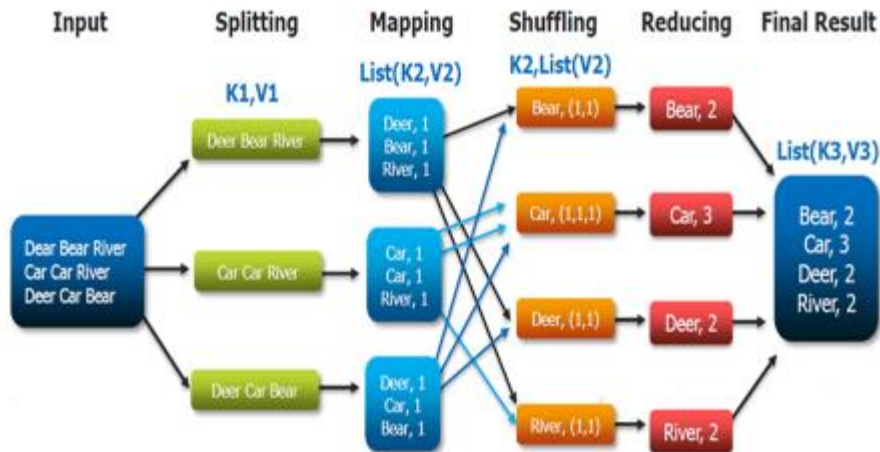 Input
Splitting
Mapping
Shuffling
Reducing
Final Result
K1,V1
List(K2,V2)
K2,List(V2)
List(K3,V3)
Dear Bear River
Car Car River
Deer Car Bear
Deer Bear River
Car Car River
Deer Car Bear
Deer, 1
Bear, 1
River, 1
Car, 1
Car, 1
River, 1
Deer, 1
Car, 1
Bear, 1
Bear, (1,1)
Car, (1,1,1)
Deer, (1,1)
River, (1,1)
Bear, 2
Car, 3
Deer, 2
River, 2
Bear, 2
Car, 3
Deer, 2
River, 2